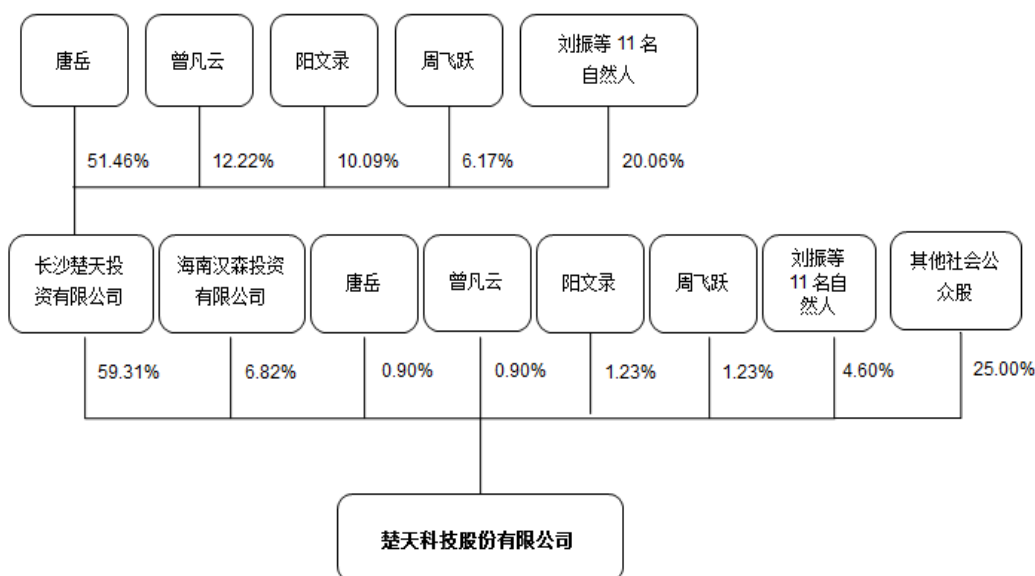 唐岳
曾凡云
阳文录
周飞跃
刘振等 11 名
自然人
51.46%
12.22%
10.09%
6.17%
20.06%
长沙楚天投
资有限公司
海南汉森投资
有限公司
唐岳
曾凡云
阳文录
周飞跃
刘振等
11 名自
然人
其他社会公
众股
59.31%
6.82%
0.90%
0.90%
1.23%
1.23%
4.60%
25.00%
楚天科技股份有限公司